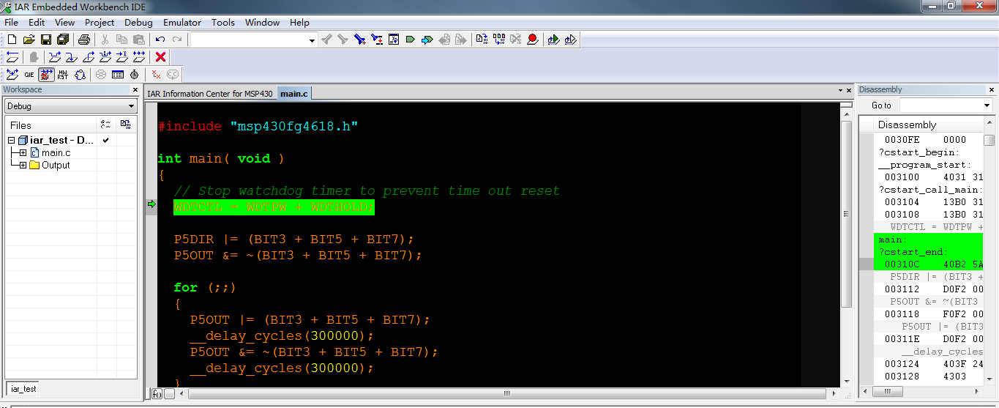 IAR Embedded Workbench IDE
File Edit View Project Debug Emulator Tools Window Help
GIE HW RST
Workspace
Debug
Files
iar_test - D...
main.c
Output
iar_test
IAR Information Center for MSP430 main.c
#include "msp430fg4618.h"
int main( void )
{
// Stop watchdog timer to prevent time out reset
WDTCTL = WDTPW + WDTHOLD;
P5DIR |= (BIT3 + BIT5 + BIT7);
P5OUT &= ~(BIT3 + BIT5 + BIT7);
for (;;)
{
P5OUT |= (BIT3 + BIT5 + BIT7);
__delay_cycles(300000);
P5OUT &= ~(BIT3 + BIT5 + BIT7);
__delay_cycles(300000);
}
f()
Disassembly
Go to
Disassembly
0030FE 0000
?cstart_begin:
__program_start:
003100 4031 31
?cstart_call_main:
003104 13B0 31
003108 13B0 31
WDTCTL = WDTPW +
main:
?cstart_end:
00310C 40B2 5A
P5DIR |= (BIT3 +
003112 D0F2 00
P5OUT &= ~(BIT3
003118 F0F2 00
P5OUT |= (BIT3
00311E D0F2 00
__delay_cycles
003124 403F 24
003128 4303